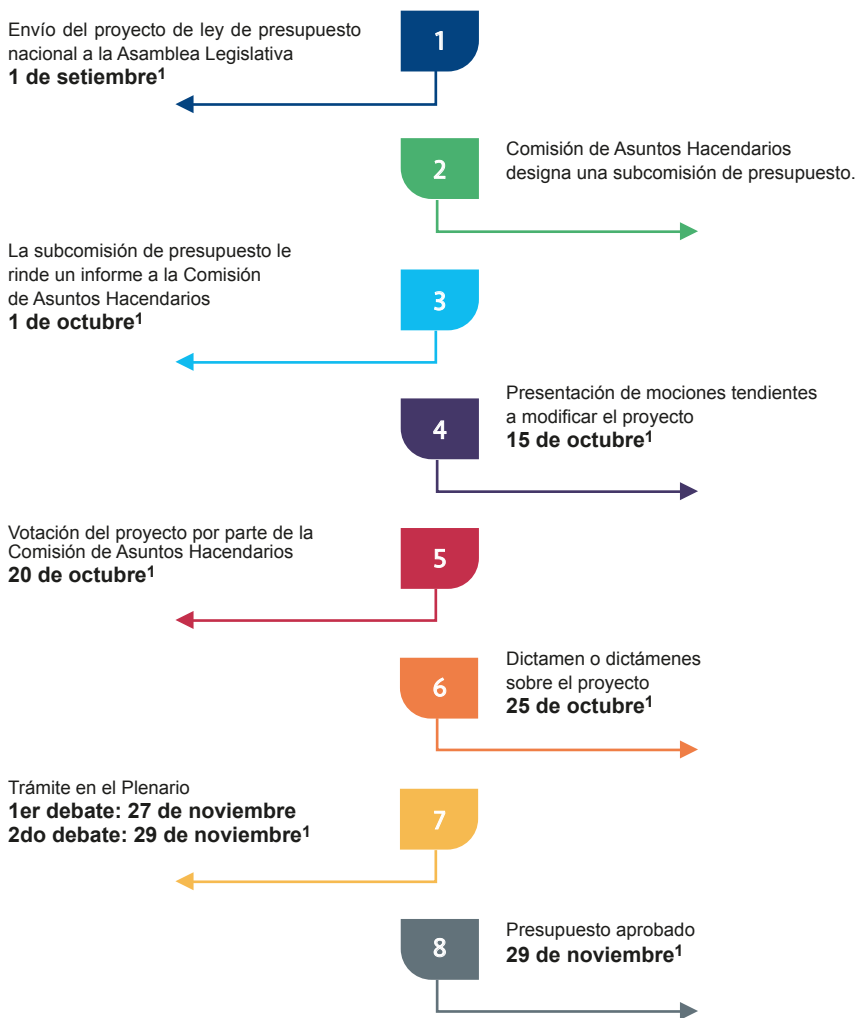 Envío del proyecto de ley de presupuesto
nacional a la Asamblea Legislativa
1 de setiembre¹
1
2
Comisión de Asuntos Hacendarios
designa una subcomisión de presupuesto.
La subcomisión de presupuesto le
rinde un informe a la Comisión
de Asuntos Hacendarios
1 de octubre¹
3
4
Presentación de mociones tendientes
a modificar el proyecto
15 de octubre¹
Votación del proyecto por parte de la
Comisión de Asuntos Hacendarios
20 de octubre¹
5
6
Dictamen o dictámenes
sobre el proyecto
25 de octubre¹
Trámite en el Plenario
1er debate: 27 de noviembre
2do debate: 29 de noviembre¹
7
8
Presupuesto aprobado
29 de noviembre¹